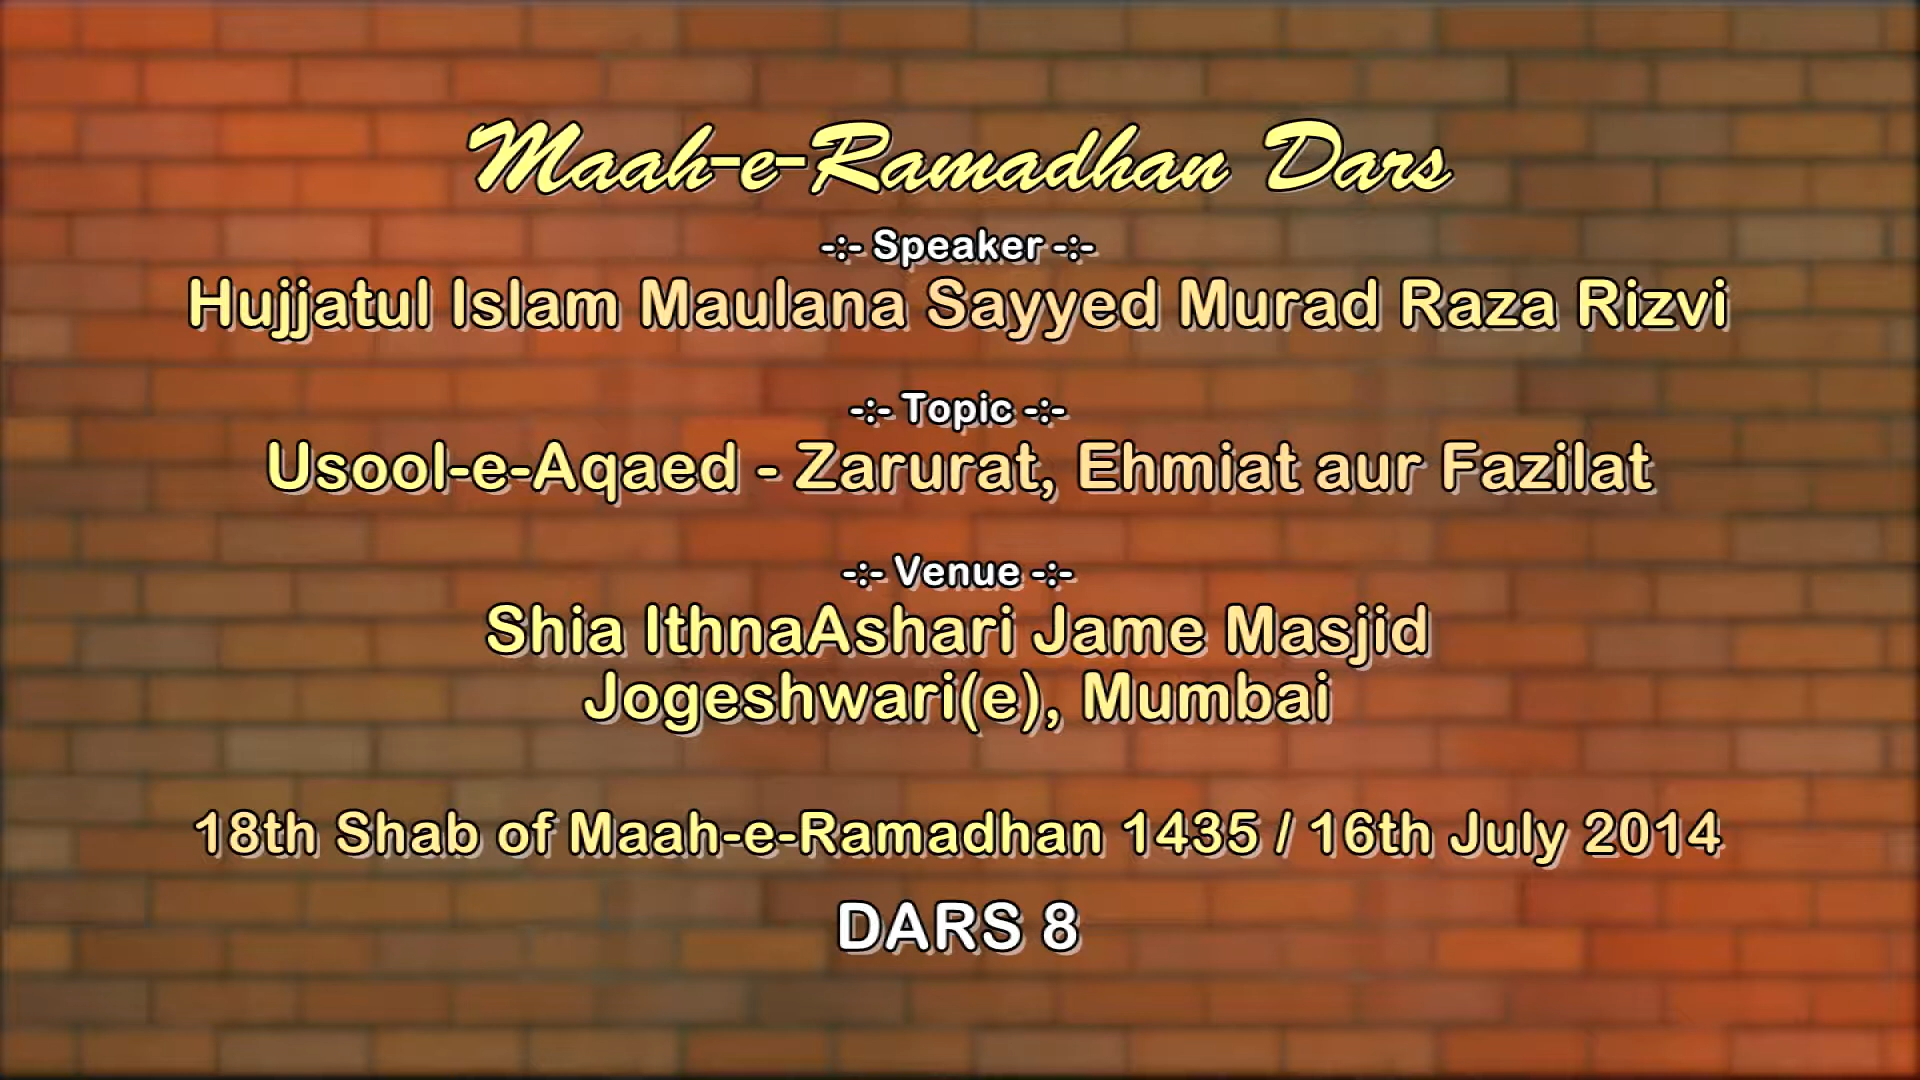 Maah-e-Ramadhan Dars
-:- Speaker -:-
Hujjatul Islam Maulana Sayyed Murad Raza Rizvi
-:- Topic -:-
Usool-e-Aqaed - Zarurat, Ehmiat aur Fazilat
-:- Venue -:-
Shia IthnaAshari Jame Masjid
Jogeshwari(e), Mumbai
18th Shab of Maah-e-Ramadhan 1435 / 16th July 2014
DARS 8